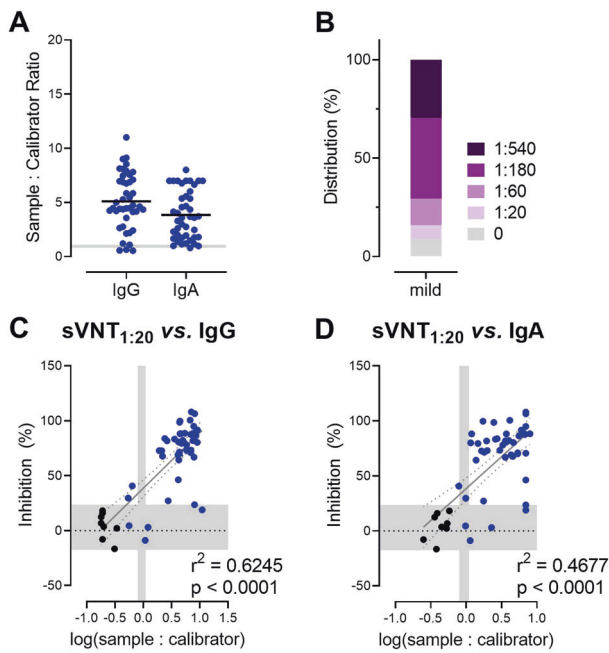 A
Sample : Calibrator Ratio
20
15
10
5
0
IgG
IgA
B
Distribution (%)
100
50
0
mild
1:540
1:180
1:60
1:20
0
C
sVNT1:20 vs. IgG
Inhibition (%)
150
100
50
0
-50
r² = 0.6245
p < 0.0001
-1.0 -0.5 0.0 0.5 1.0 1.5
log(sample : calibrator)
D
sVNT1:20 vs. IgA
Inhibition (%)
150
100
50
0
-50
r² = 0.4677
p < 0.0001
-1.0 -0.5 0.0 0.5 1.0
log(sample : calibrator)